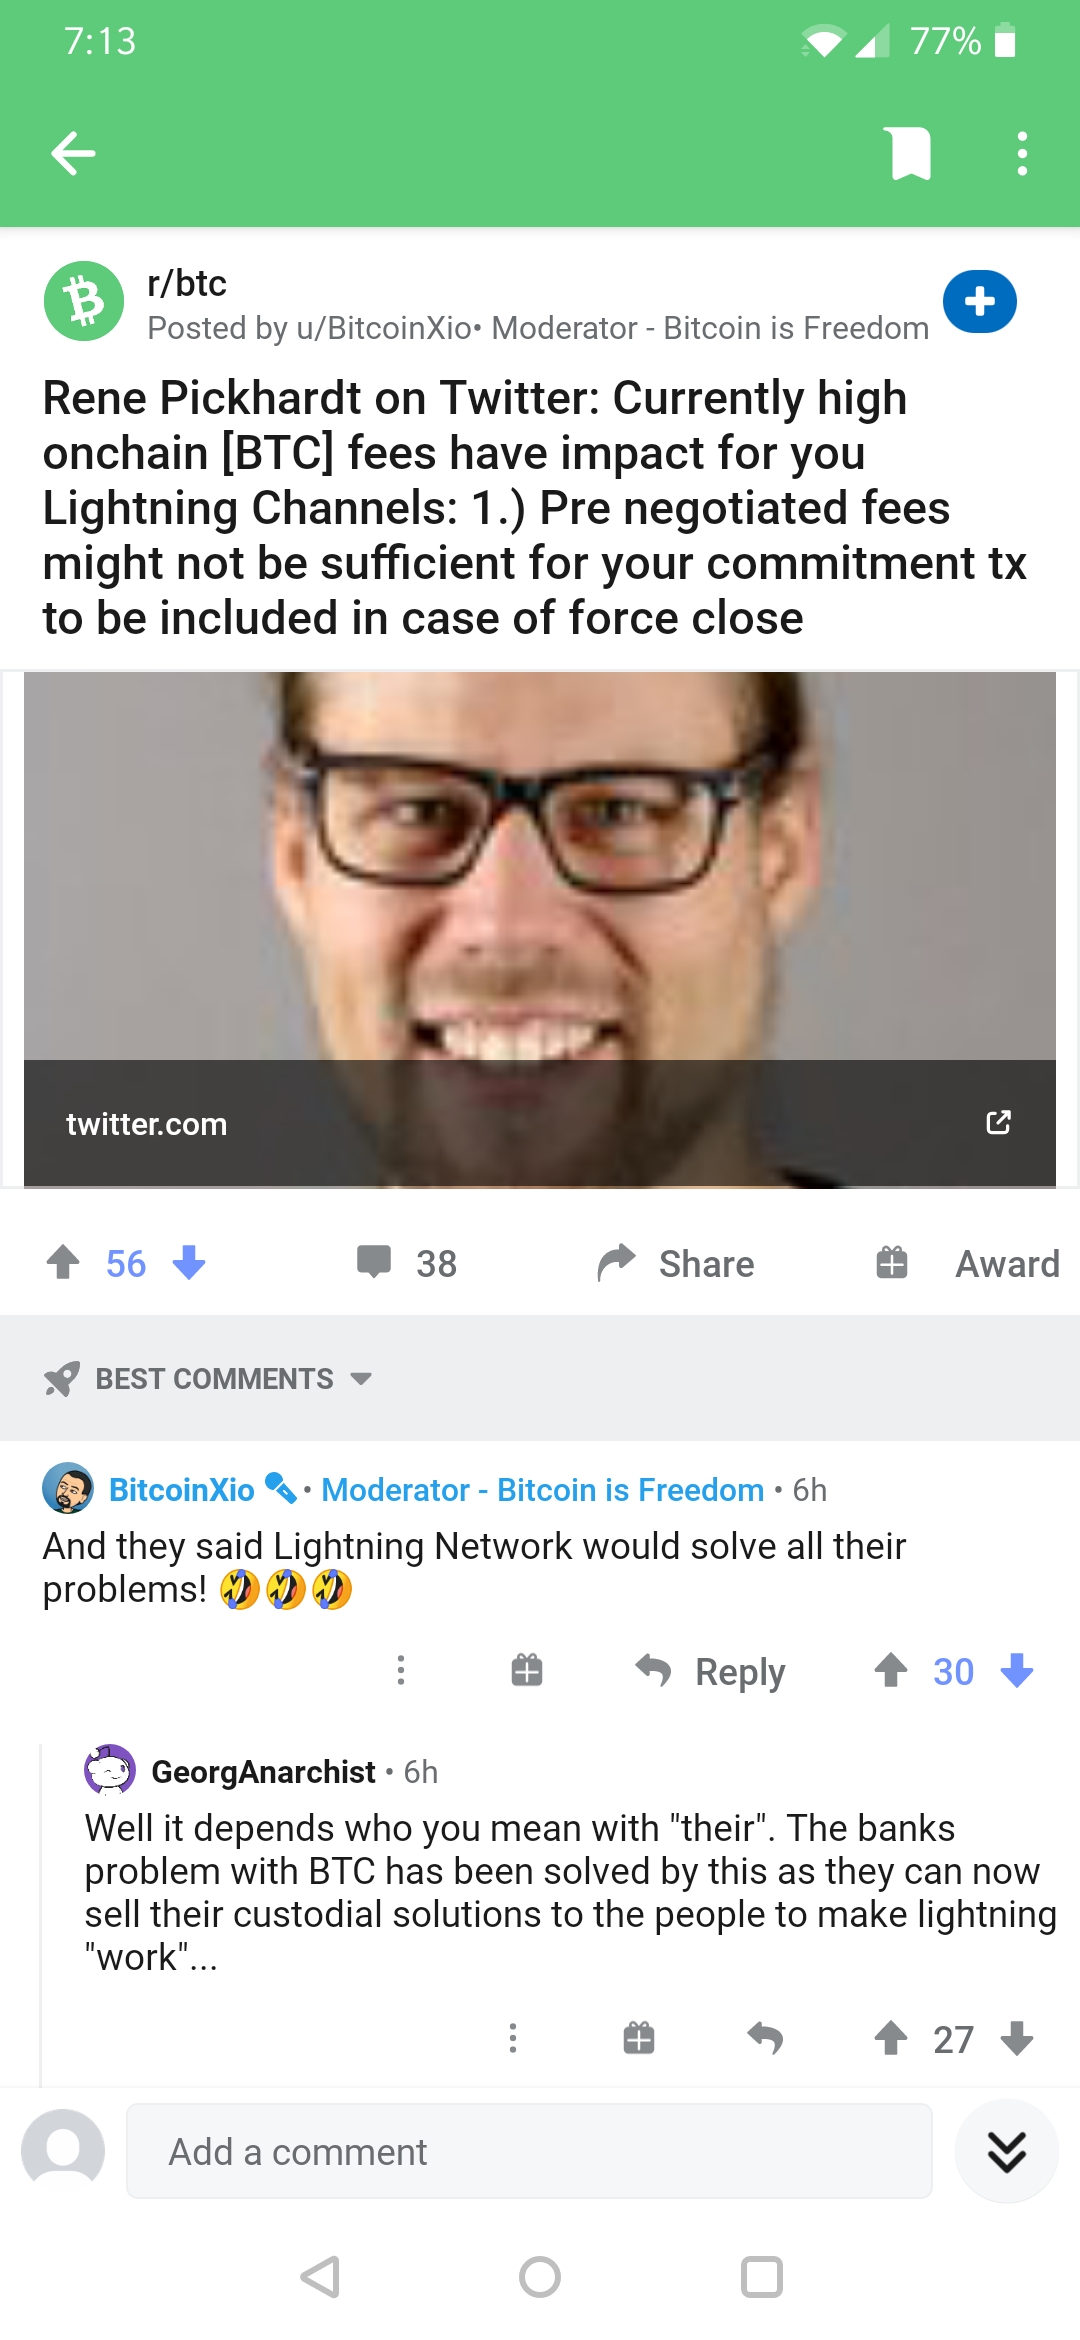 7:13
77%
r/btc
Posted by u/BitcoinXio• Moderator - Bitcoin is Freedom
Rene Pickhardt on Twitter: Currently high
onchain [BTC] fees have impact for you
Lightning Channels: 1.) Pre negotiated fees
might not be sufficient for your commitment tx
to be included in case of force close
twitter.com
56
38
Share
Award
BEST COMMENTS
BitcoinXio • Moderator - Bitcoin is Freedom • 6h
And they said Lightning Network would solve all their
problems! 🤣🤣🤣
Reply
30
GeorgAnarchist • 6h
Well it depends who you mean with "their". The banks
problem with BTC has been solved by this as they can now
sell their custodial solutions to the people to make lightning
"work"...
27
Add a comment